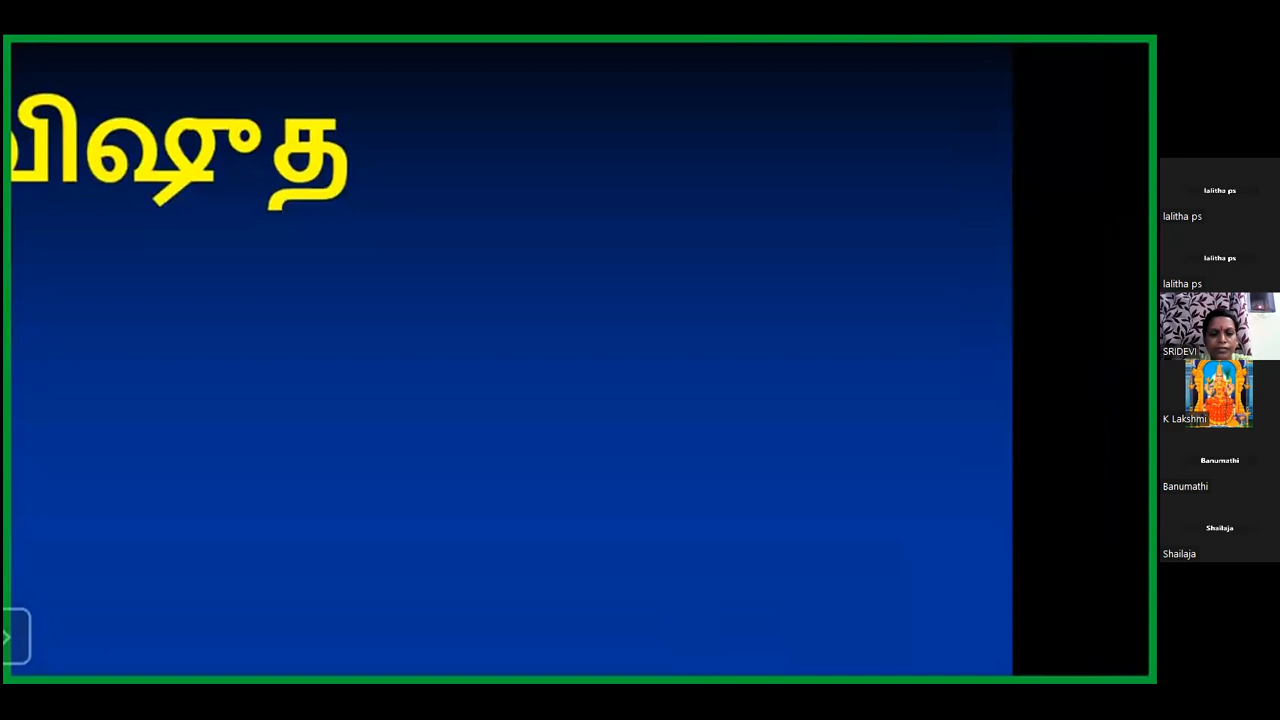 விஷுத
lalitha ps
lalitha ps
lalitha ps
lalitha ps
SRIDEVI
K Lakshmi
Banumathi
Banumathi
Shailaja
Shailaja